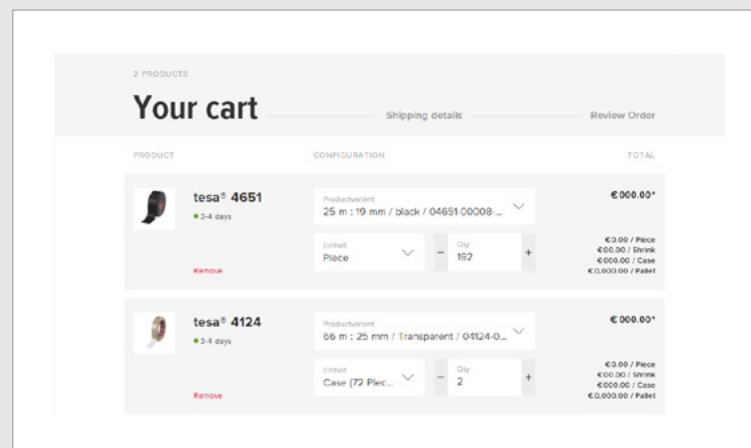 2 PRODUCTS
Your cart
Shipping details
Review Order
PRODUCT
CONFIGURATION
TOTAL
tesa® 4651
3-4 days
Remove
Productvariant
25 m : 19 mm / black / 04651-00008-...
Einheit
Piece
− Qty 192 +
€ 000.00*
€ 0.00 / Piece
€ 00.00 / Shrink
€ 000.00 / Case
€ 0,000.00 / Pallet
tesa® 4124
3-4 days
Remove
Productvariant
66 m : 25 mm / Transparent / 04124-0...
Einheit
Case (72 Piec...
− Qty 2 +
€ 000.00*
€ 0.00 / Piece
€ 00.00 / Shrink
€ 000.00 / Case
€ 0,000.00 / Pallet